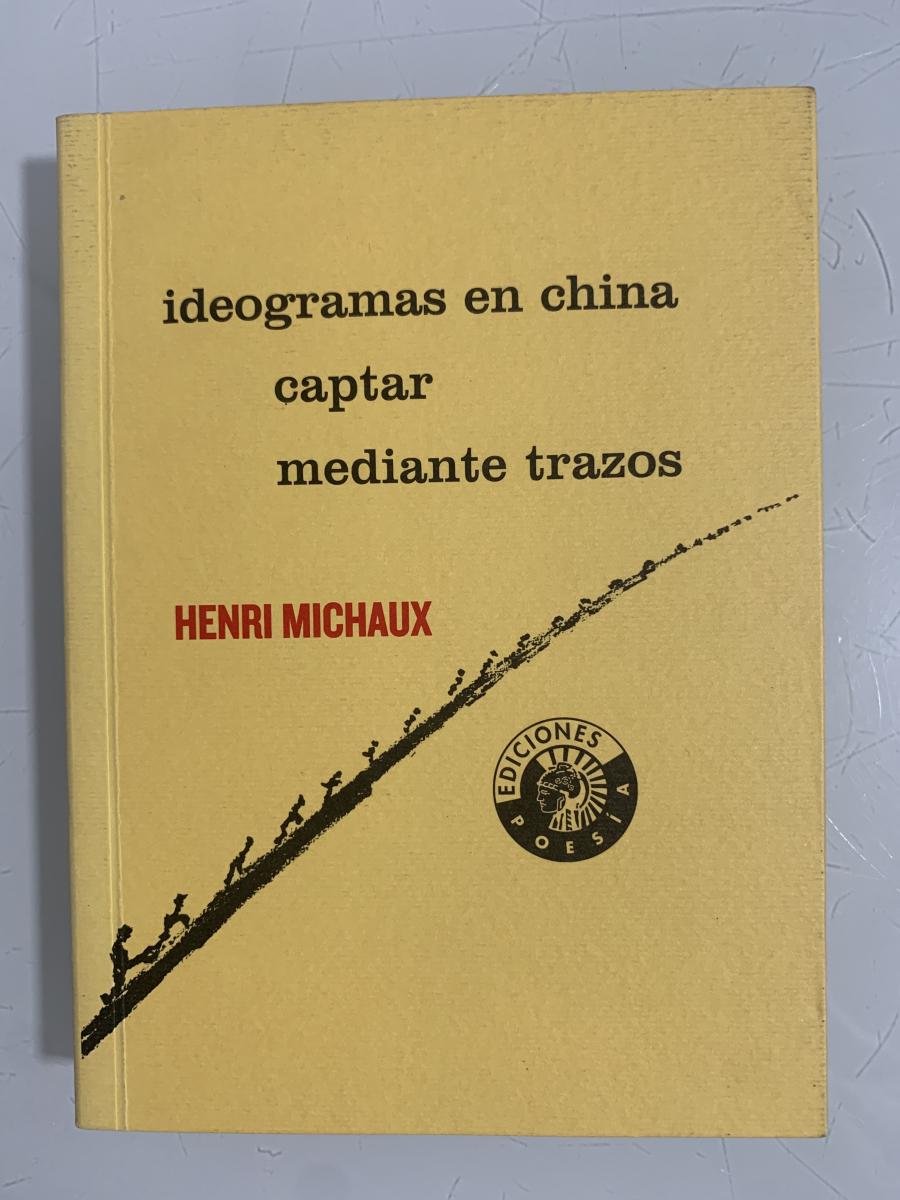 ideogramas en china
captar
mediante trazos
HENRI MICHAUX
EDICIONES
POESÍA